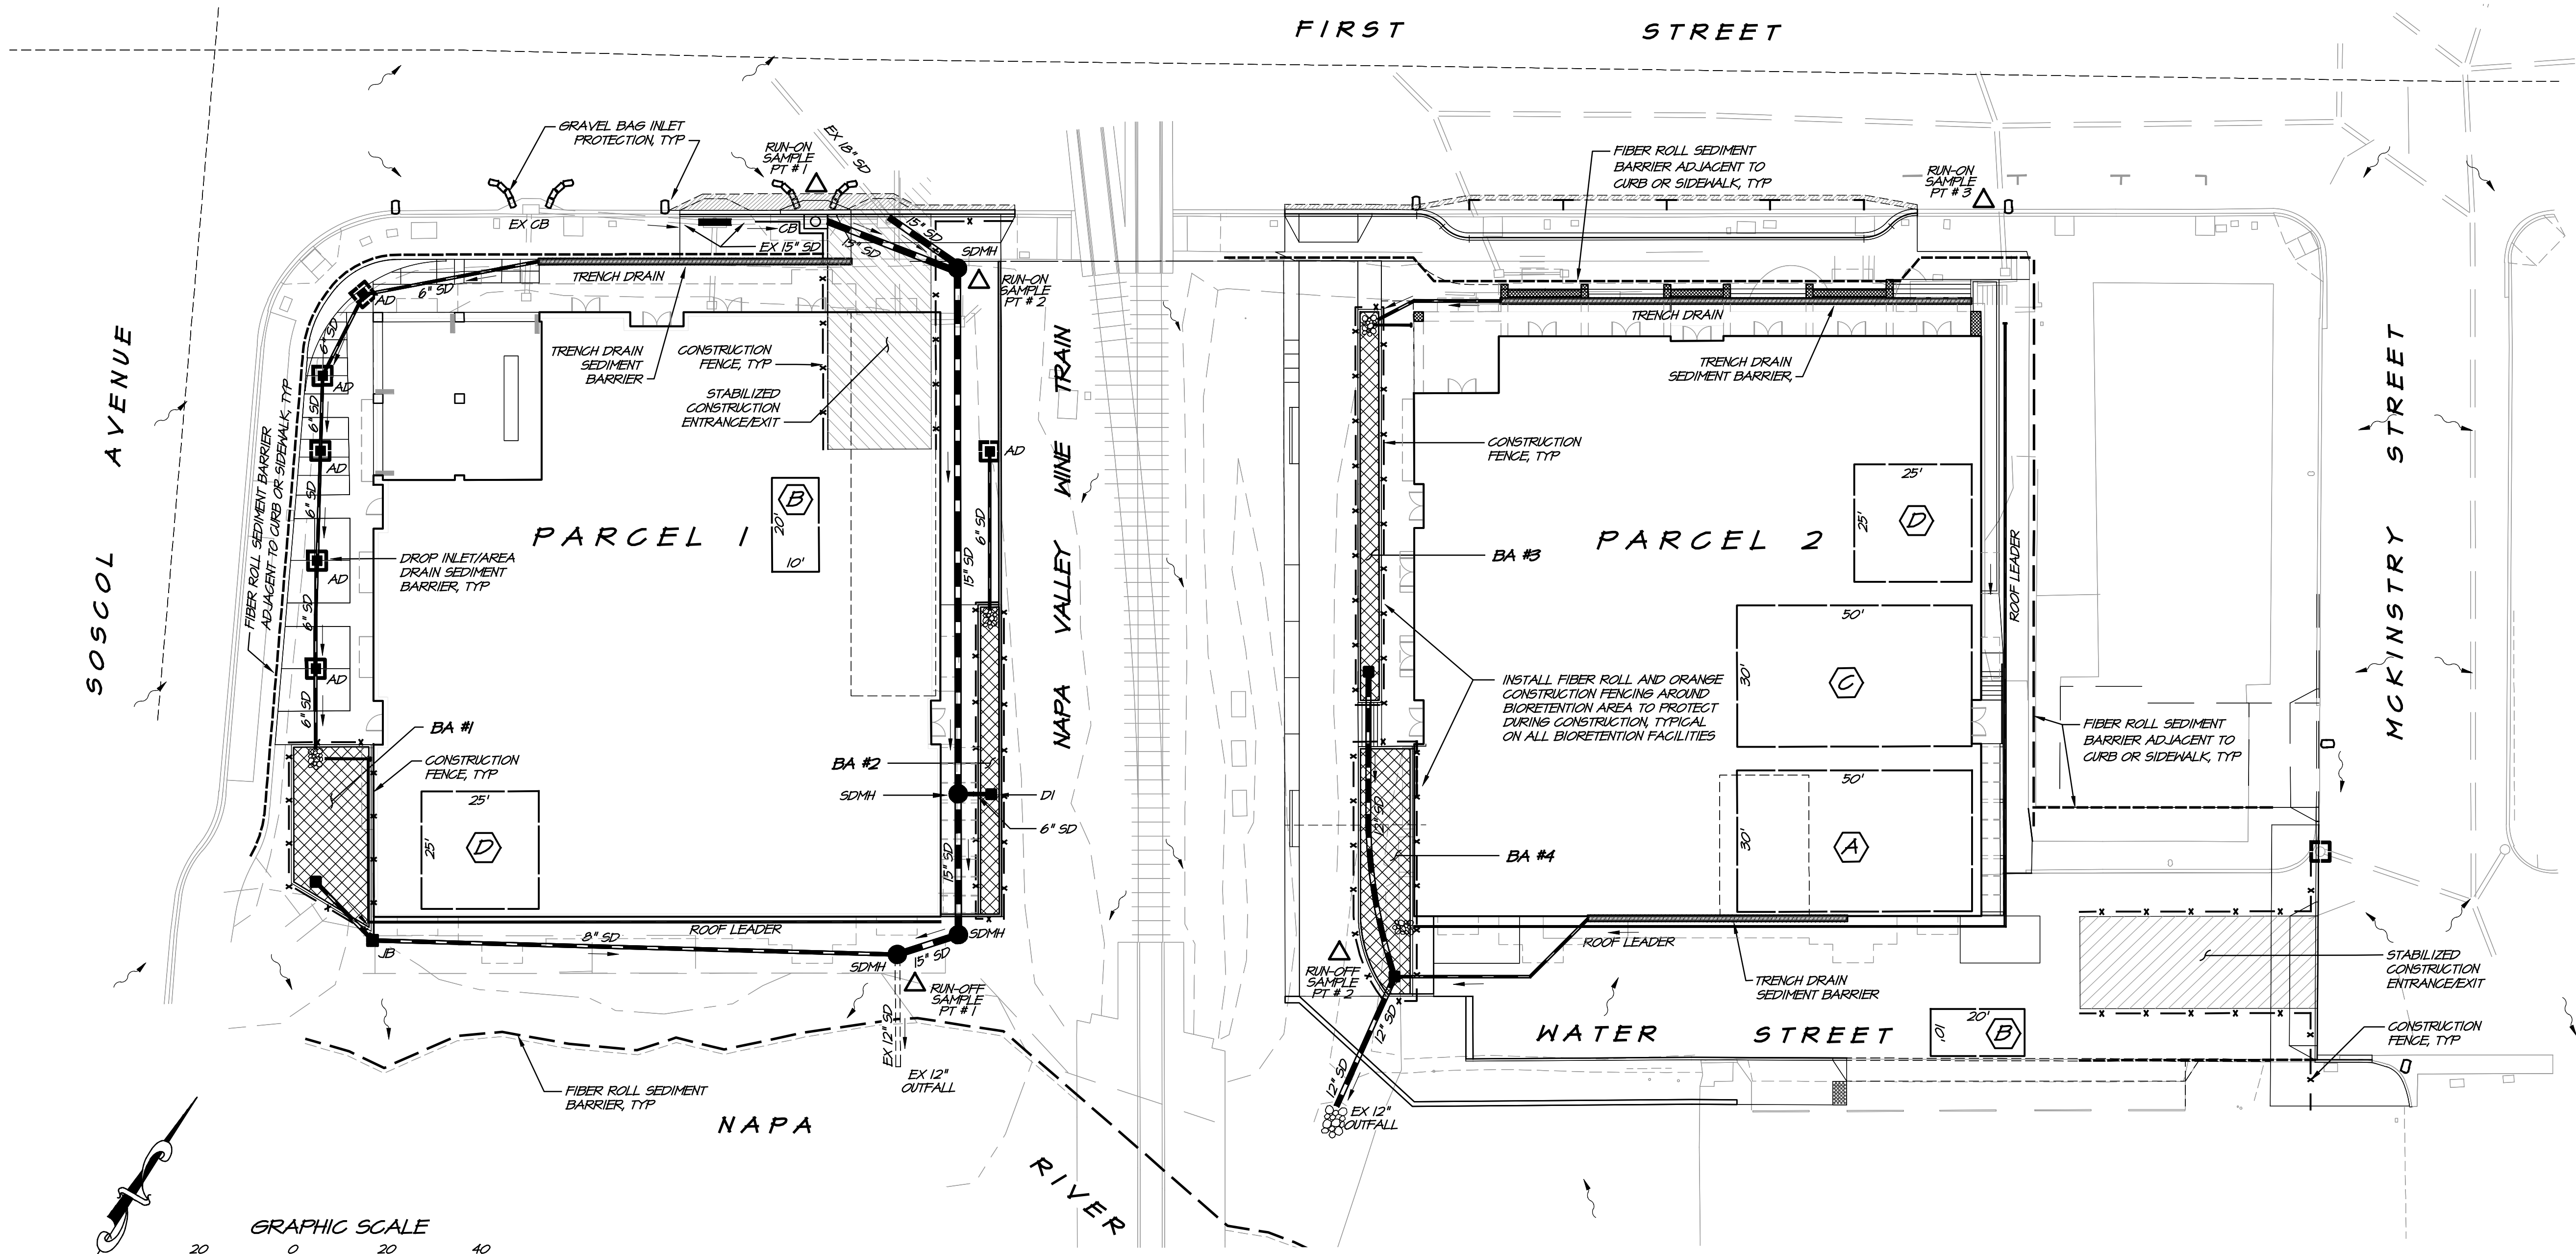 FIRST STREET
GRAVEL BAG INLET
PROTECTION, TYP
RUN-ON
SAMPLE
PT # 1
EX 18" SD
FIBER ROLL SEDIMENT
BARRIER ADJACENT TO
CURB OR SIDEWALK, TYP
RUN-ON
SAMPLE
PT # 3
EX CB
CB
EX 15" SD
15" SD
15" SD
SDMH
TRENCH DRAIN
6" SD
AD
RUN-ON
SAMPLE
PT # 2
TRENCH DRAIN
6" SD
AD
TRENCH DRAIN
SEDIMENT
BARRIER
CONSTRUCTION
FENCE, TYP
STABILIZED
CONSTRUCTION
ENTRANCE/EXIT
TRENCH DRAIN
SEDIMENT BARRIER,
SOSCOL AVENUE
FIBER ROLL SEDIMENT BARRIER
ADJACENT TO CURB OR SIDEWALK, TYP
6" SD
AD
6" SD
AD
6" SD
AD
6" SD
DROP INLET/AREA
DRAIN SEDIMENT
BARRIER, TYP
PARCEL 1
B
20'
10'
15" SD
6" SD
AD
NAPA VALLEY WINE TRAIN
CONSTRUCTION
FENCE, TYP
BA #3
PARCEL 2
25'
25'
D
ROOF LEADER
MCKINSTRY STREET
50'
30'
C
INSTALL FIBER ROLL AND ORANGE
CONSTRUCTION FENCING AROUND
BIORETENTION AREA TO PROTECT
DURING CONSTRUCTION, TYPICAL
ON ALL BIORETENTION FACILITIES
FIBER ROLL SEDIMENT
BARRIER ADJACENT TO
CURB OR SIDEWALK, TYP
BA #1
CONSTRUCTION
FENCE, TYP
BA #2
SDMH
DI
6" SD
25'
25'
D
15" SD
12" SD
BA #4
50'
30'
A
ROOF LEADER
8" SD
JB
SDMH
15" SD
SDMH
RUN-OFF
SAMPLE
PT # 1
EX 12" SD
EX 12"
OUTFALL
RUN-OFF
SAMPLE
PT # 2
ROOF LEADER
TRENCH DRAIN
SEDIMENT BARRIER
STABILIZED
CONSTRUCTION
ENTRANCE/EXIT
12" SD
WATER STREET
20'
10'
B
CONSTRUCTION
FENCE, TYP
12" SD
EX 12"
OUTFALL
FIBER ROLL SEDIMENT
BARRIER, TYP
NAPA RIVER
GRAPHIC SCALE
20 0 20 40